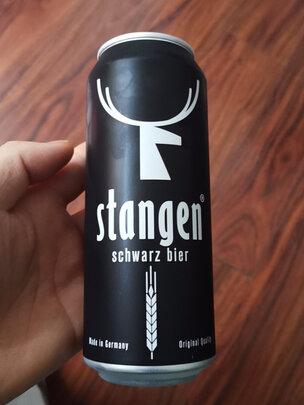 stangen®
schwarz bier
Made in Germany
Original Quality